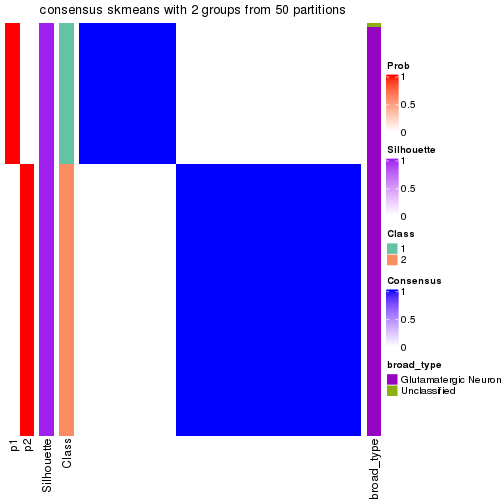 consensus skmeans with 2 groups from 50 partitions
Prob
1
0.5
0
Silhouette
1
0.5
0
Class
1
2
Consensus
1
0.5
0
broad_type
Glutamatergic Neuron
Unclassified
p1
p2
Silhouette
Class
broad_type